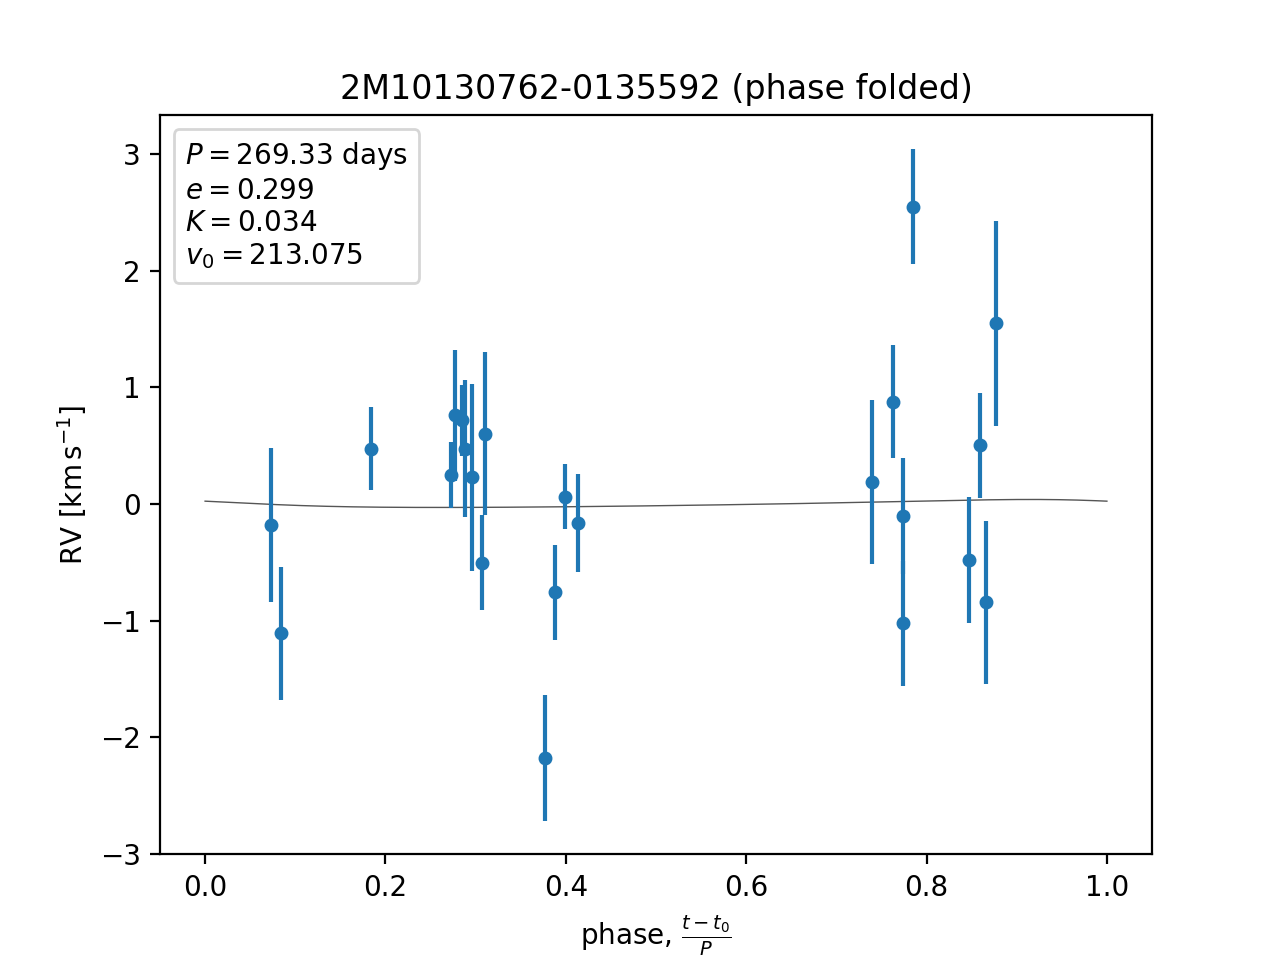 2M10130762-0135592 (phase folded)
P = 269.33 days
e = 0.299
K = 0.034
v₀ = 213.075
3
2
1
0
−1
−2
−3
RV [km s⁻¹]
0.0 0.2 0.4 0.6 0.8 1.0
phase, (t − t₀)/P